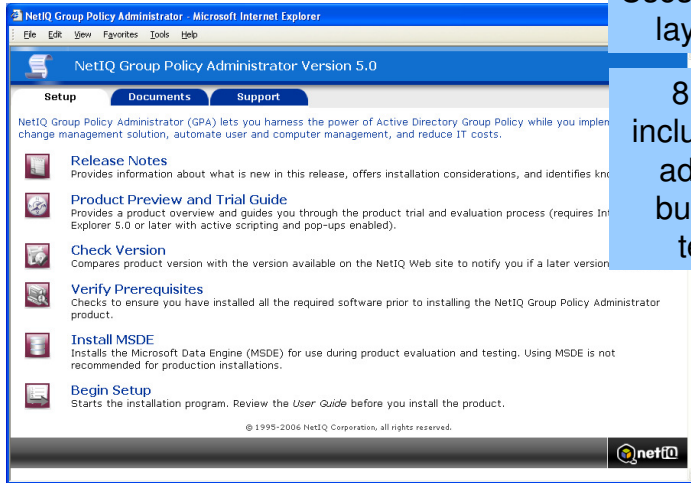 NetIQ Group Policy Administrator - Microsoft Internet Explorer
File Edit View Favorites Tools Help
NetIQ Group Policy Administrator Version 5.0
Setup Documents Support
NetIQ Group Policy Administrator (GPA) lets you harness the power of Active Directory Group Policy while you
change management solution, automate user and computer management, and reduce IT costs.
Release Notes
Provides information about what is new in this release, offers installation considerations, and identifies
Product Preview and Trial Guide
Provides a product overview and guides you through the product trial and evaluation process (requires
Explorer 5.0 or later with active scripting and pop-ups enabled).
Check Version
Compares product version with the version available on the NetIQ Web site to notify you if a later version
Verify Prerequisites
Checks to ensure you have installed all the required software prior to installing the NetIQ Group Policy Administrator
product.
Install MSDE
Installs the Microsoft Data Engine (MSDE) for use during product evaluation and testing. Using MSDE is not
recommended for production installations.
Begin Setup
Starts the installation program. Review the User Guide before you install the product.
© 1995-2006 NetIQ Corporation, all rights reserved.
netIQ
lay
8
inclu
ad
bu
te